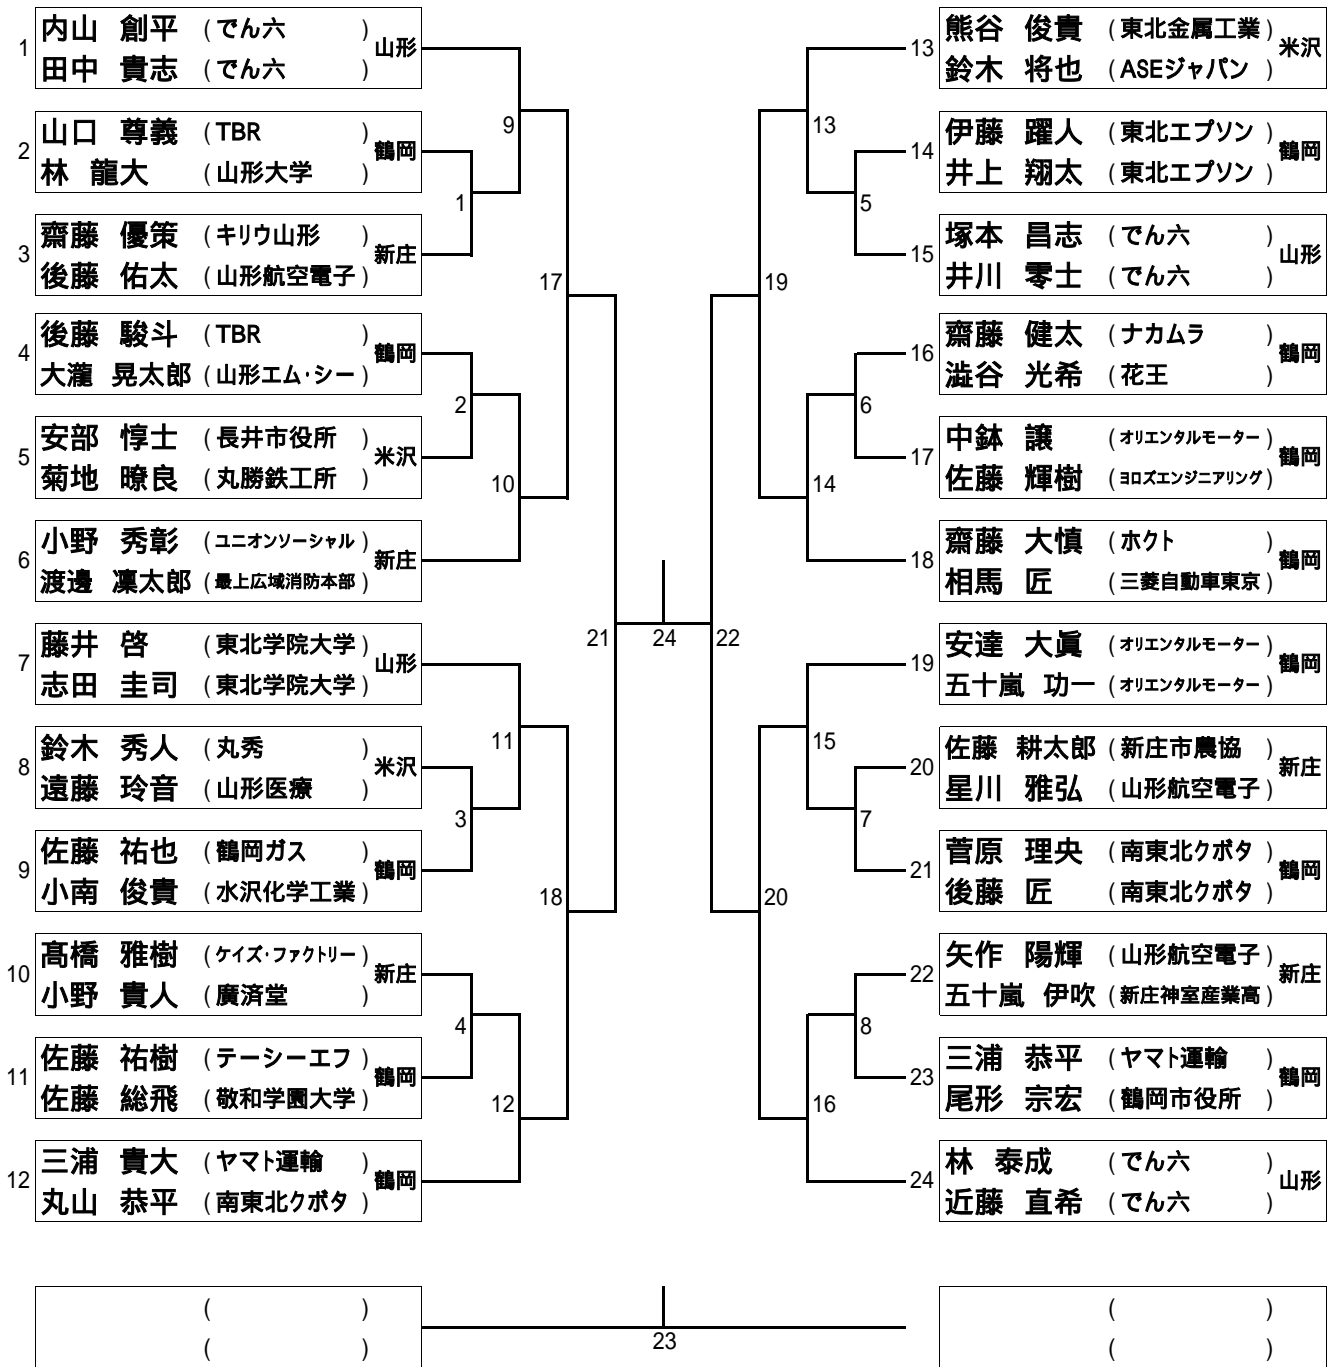 1 内山 創平 (でん六) 山形
田中 貴志 (でん六)
2 山口 尊義 (TBR) 鶴岡
林 龍大 (山形大学)
3 齋藤 優策 (キリウ山形) 新庄
後藤 佑太 (山形航空電子)
4 後藤 駿斗 (TBR) 鶴岡
大瀧 晃太郎 (山形エム・シー)
5 安部 惇士 (長井市役所) 米沢
菊地 暸良 (丸勝鉄工所)
6 小野 秀彰 (ユニオンソーシャル) 新庄
渡邊 凜太郎 (最上広域消防本部)
7 藤井 啓 (東北学院大学) 山形
志田 圭司 (東北学院大学)
8 鈴木 秀人 (丸秀) 米沢
遠藤 玲音 (山形医療)
9 佐藤 祐也 (鶴岡ガス) 鶴岡
小南 俊貴 (水沢化学工業)
10 髙橋 雅樹 (ケイズ・ファクトリー) 新庄
小野 貴人 (廣済堂)
11 佐藤 祐樹 (テーシーエフ) 鶴岡
佐藤 総飛 (敬和学園大学)
12 三浦 貴大 (ヤマト運輸) 鶴岡
丸山 恭平 (南東北クボタ)
9
1
17
2
10
21
11
3
18
4
12
24
13
5
19
6
14
22
15
7
20
8
16
13 熊谷 俊貴 (東北金属工業) 米沢
鈴木 将也 (ASEジャパン)
14 伊藤 躍人 (東北エプソン) 鶴岡
井上 翔太 (東北エプソン)
15 塚本 昌志 (でん六) 山形
井川 零士 (でん六)
16 齋藤 健太 (ナカムラ) 鶴岡
澁谷 光希 (花王)
17 中鉢 讓 (オリエンタルモーター) 鶴岡
佐藤 輝樹 (ヨロズエンジニアリング)
18 齋藤 大慎 (ホクト) 鶴岡
相馬 匠 (三菱自動車東京)
19 安達 大眞 (オリエンタルモーター) 鶴岡
五十嵐 功一 (オリエンタルモーター)
20 佐藤 耕太郎 (新庄市農協) 新庄
星川 雅弘 (山形航空電子)
21 菅原 理央 (南東北クボタ) 鶴岡
後藤 匠 (南東北クボタ)
22 矢作 陽輝 (山形航空電子) 新庄
五十嵐 伊吹 (新庄神室産業高)
23 三浦 恭平 (ヤマト運輸) 鶴岡
尾形 宗宏 (鶴岡市役所)
24 林 泰成 (でん六) 山形
近藤 直希 (でん六)
( ) ( )
( ) 23 ( )